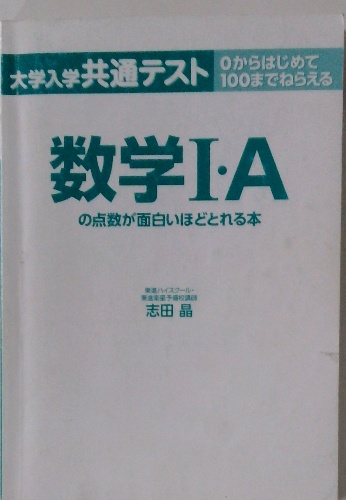 大学入学共通テスト
0からはじめて
100までねらえる
数学I・A
の点数が面白いほどとれる本
東進ハイスクール・
東進衛星予備校講師
志田 晶